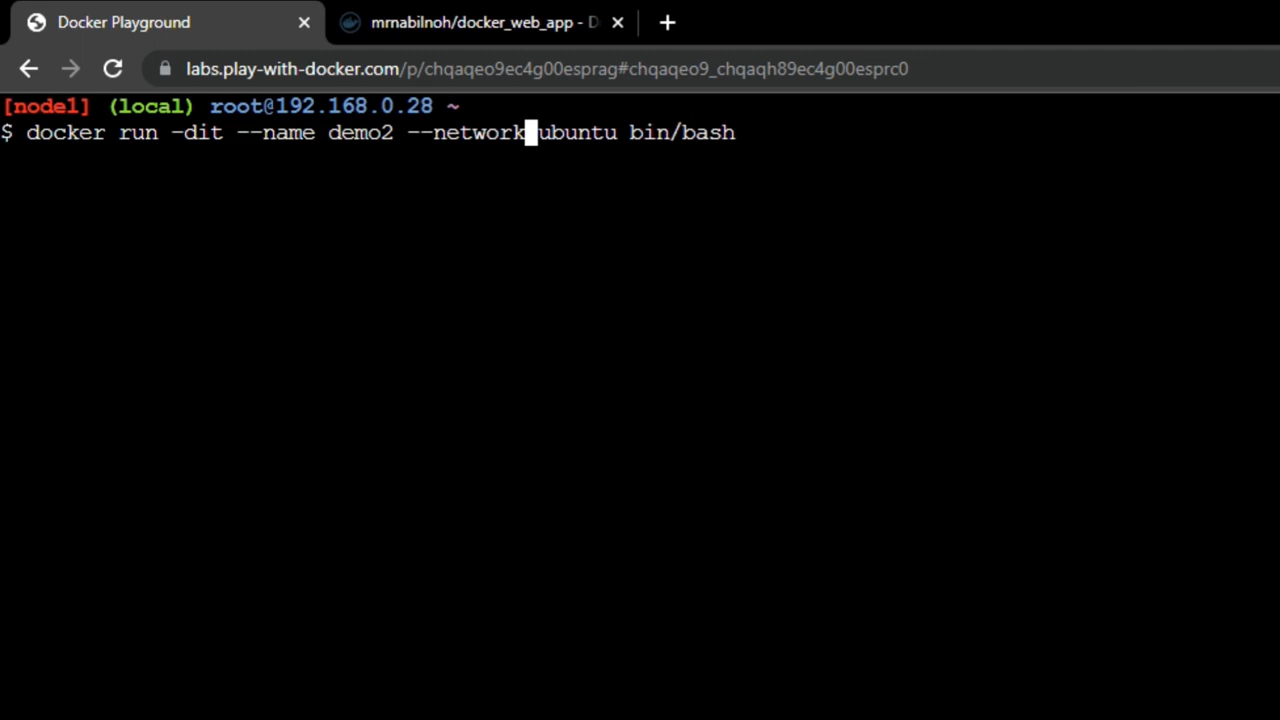 Docker Playground
mrnabilnoh/docker_web_app - D
labs.play-with-docker.com/p/chqaqeo9ec4g00esprag#chqaqeo9_chqaqh89ec4g00esprc0
[node1] (local) root@192.168.0.28 ~
$ docker run -dit --name demo2 --network ubuntu bin/bash